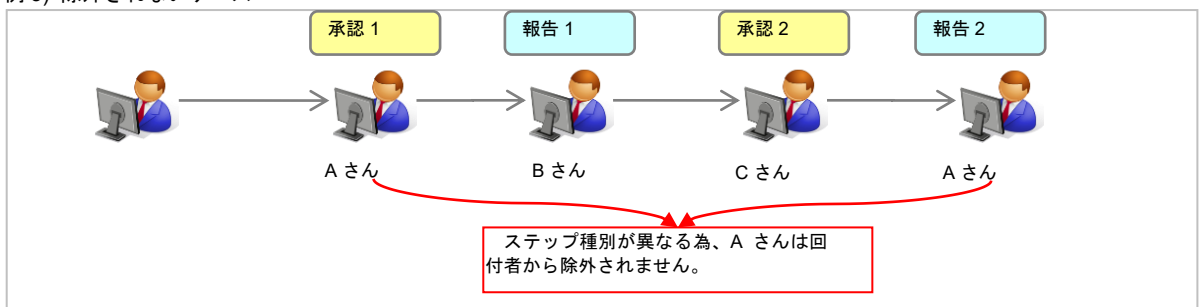 承認 1
報告 1
承認 2
報告 2
A さん
B さん
C さん
A さん
ステップ種別が異なる為、A さんは回
付者から除外されません。